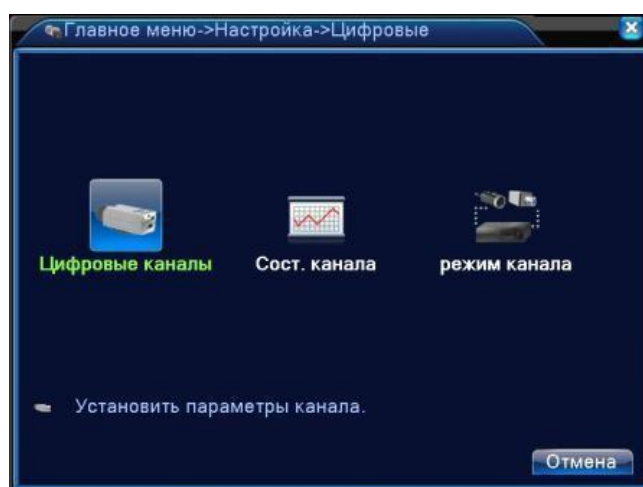 Главное меню->Настройка->Цифровые
Цифровые каналы
Сост. канала
режим канала
Установить параметры канала.
Отмена